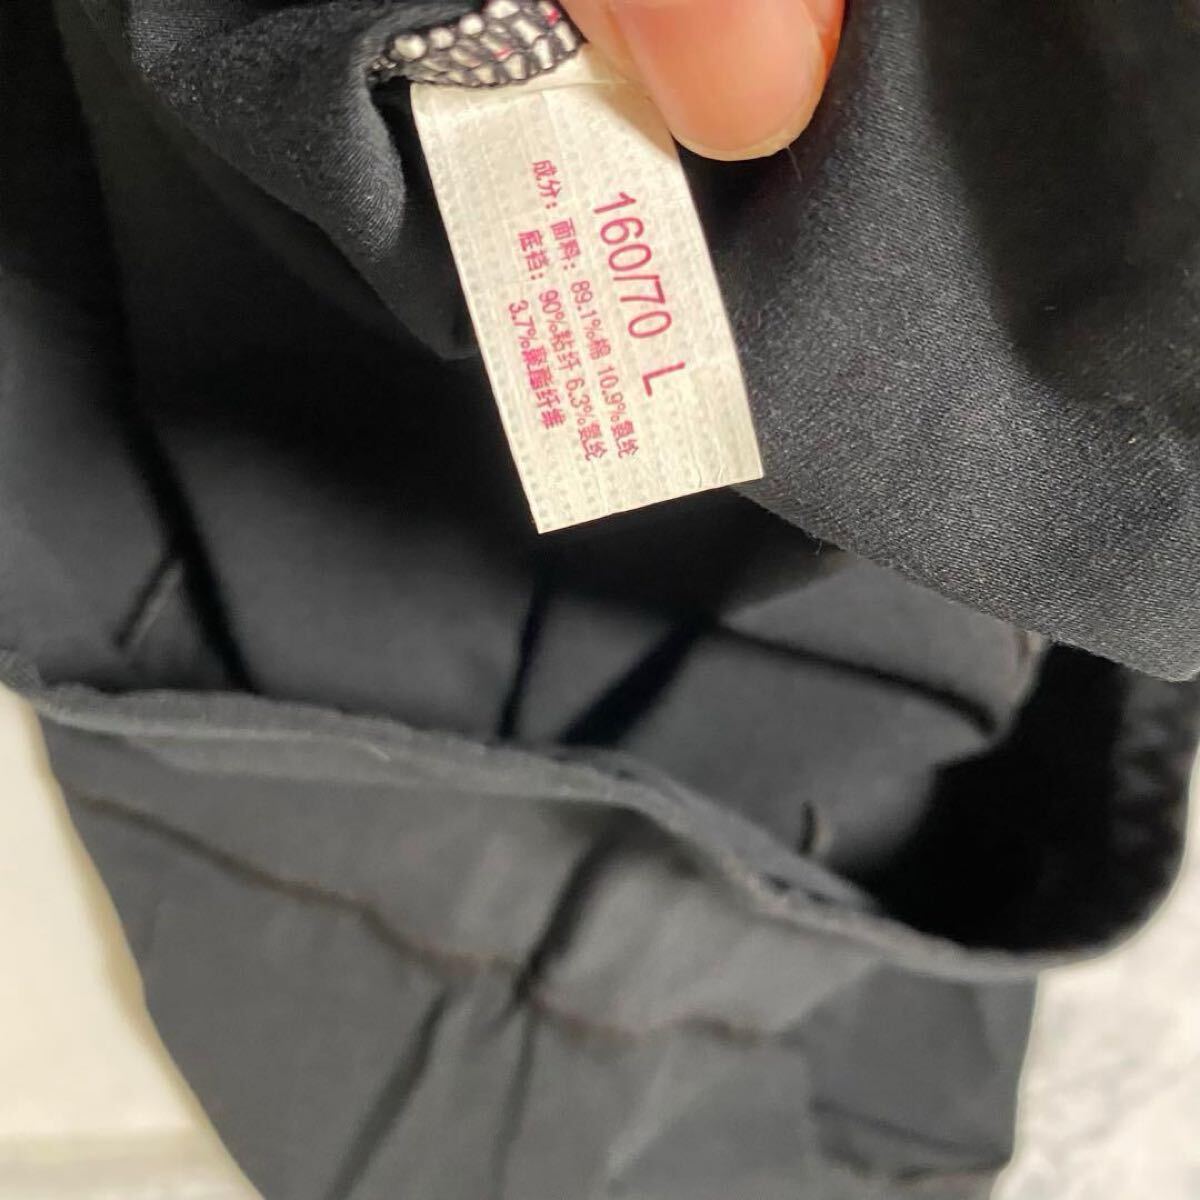 160/70 L
成分：面料：89.1%棉 10.9%氨纶
底裆：90%粘纤 6.3%氨纶
3.7%聚酯纤维